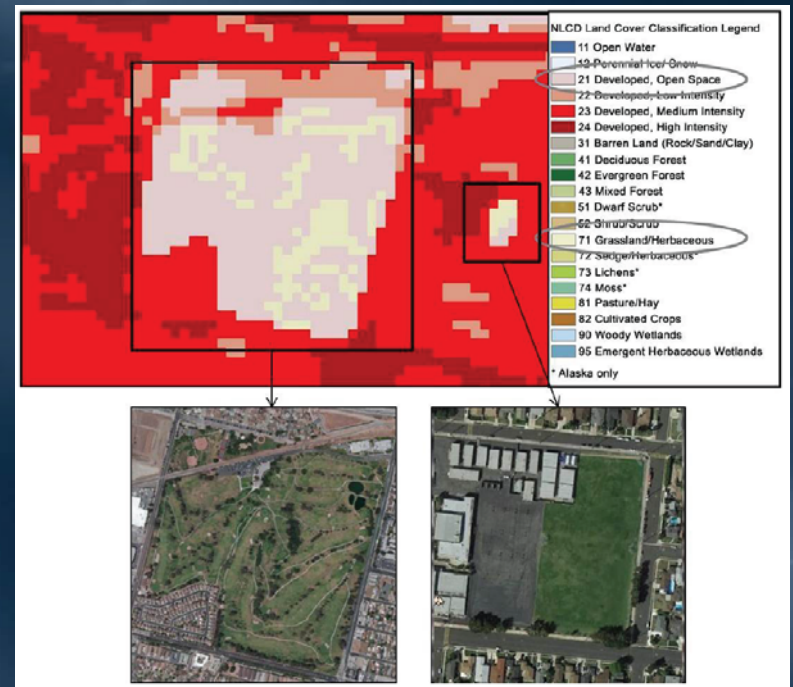 NLCD Land Cover Classification Legend
11 Open Water
12 Perennial Ice/ Snow
21 Developed, Open Space
22 Developed, Low Intensity
23 Developed, Medium Intensity
24 Developed, High Intensity
31 Barren Land (Rock/Sand/Clay)
41 Deciduous Forest
42 Evergreen Forest
43 Mixed Forest
51 Dwarf Scrub*
52 Shrub/Scrub
71 Grassland/Herbaceous
72 Sedge/Herbaceous*
73 Lichens*
74 Moss*
81 Pasture/Hay
82 Cultivated Crops
90 Woody Wetlands
95 Emergent Herbaceous Wetlands
* Alaska only